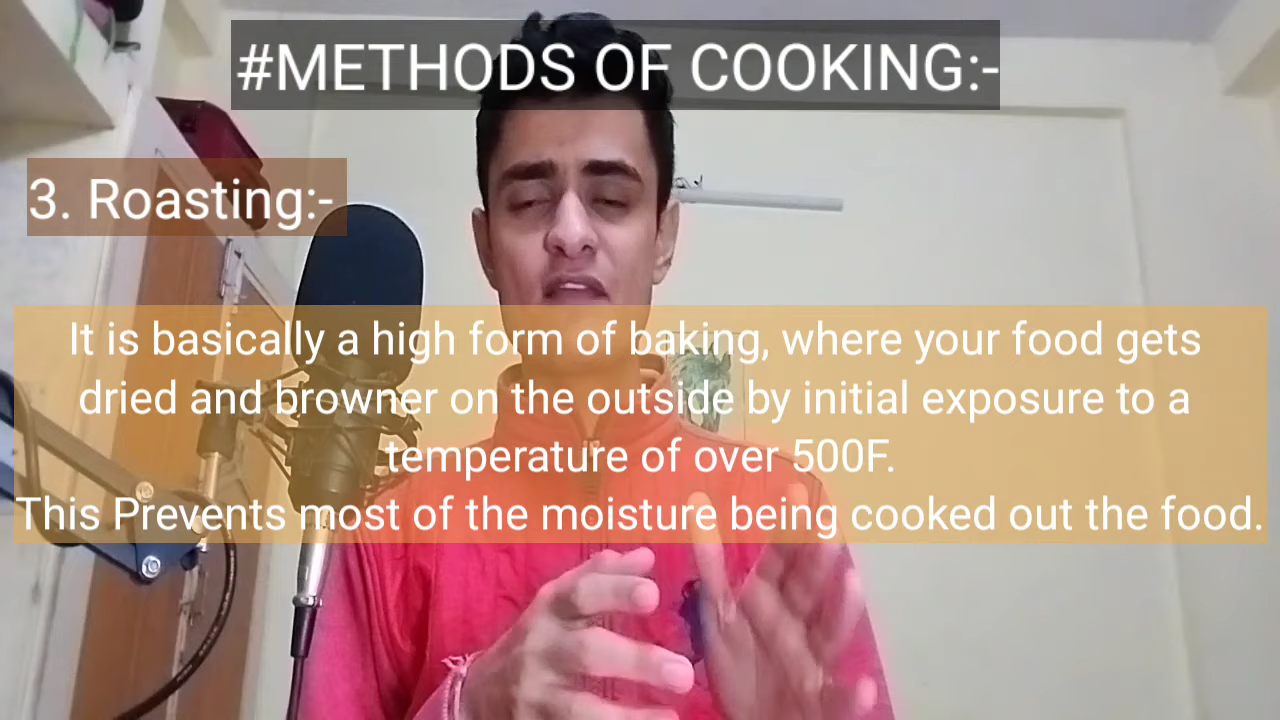 #METHODS OF COOKING:-
3. Roasting:-
It is basically a high form of baking, where your food gets
dried and browner on the outside by initial exposure to a
temperature of over 500F.
This Prevents most of the moisture being cooked out the food.